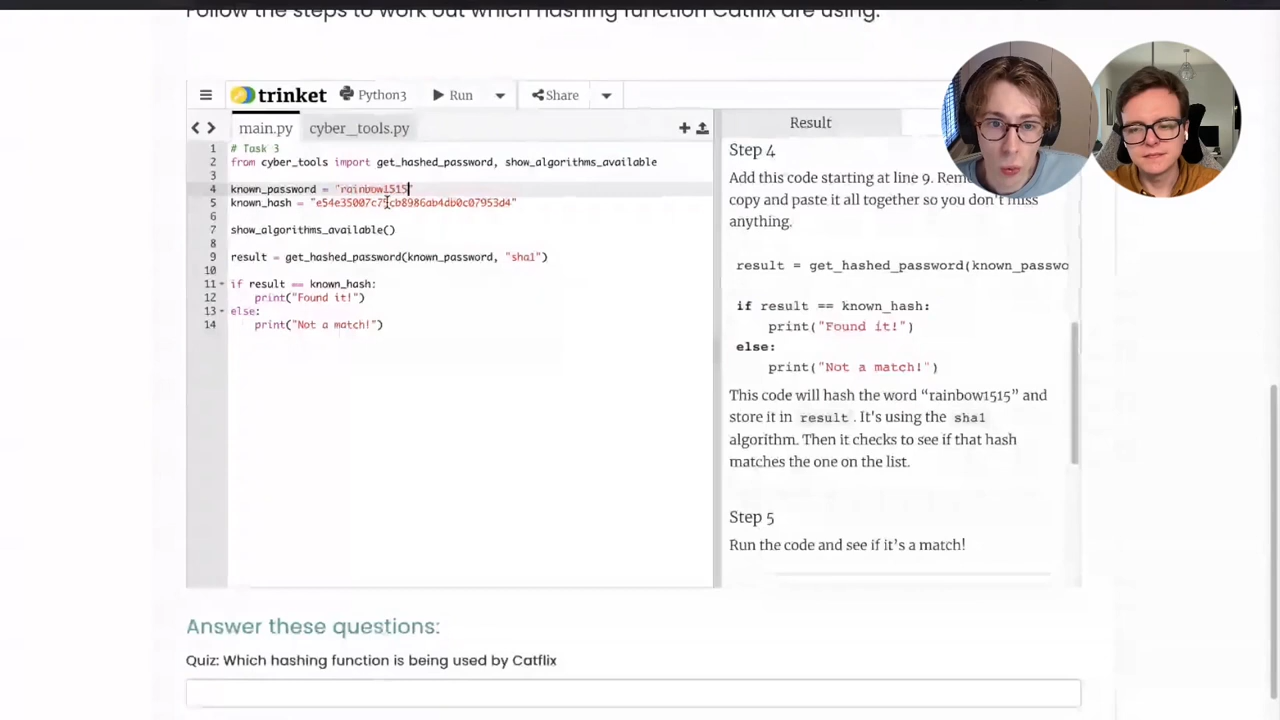 Follow the steps to work out which hashing function Catflix are using.
trinket
Python3
Run
Share
main.py
cyber_tools.py
1 # Task 3
2 from cyber_tools import get_hashed_password, show_algorithms_available
3
4 known_password = "rainbow1515"
5 known_hash = "e54e35007c75cb8986ab4db0c07953d4"
6
7 show_algorithms_available()
8
9 result = get_hashed_password(known_password, "sha1")
10
11 if result == known_hash:
12 print("Found it!")
13 else:
14 print("Not a match!")
Result
Step 4
Add this code starting at line 9.
copy and paste it all together so you don't miss
anything.
result = get_hashed_password(known_passwo
if result == known_hash:
print("Found it!")
else:
print("Not a match!")
This code will hash the word “rainbow1515” and
store it in result. It's using the sha1
algorithm. Then it checks to see if that hash
matches the one on the list.
Step 5
Run the code and see if it’s a match!
Answer these questions:
Quiz: Which hashing function is being used by Catflix